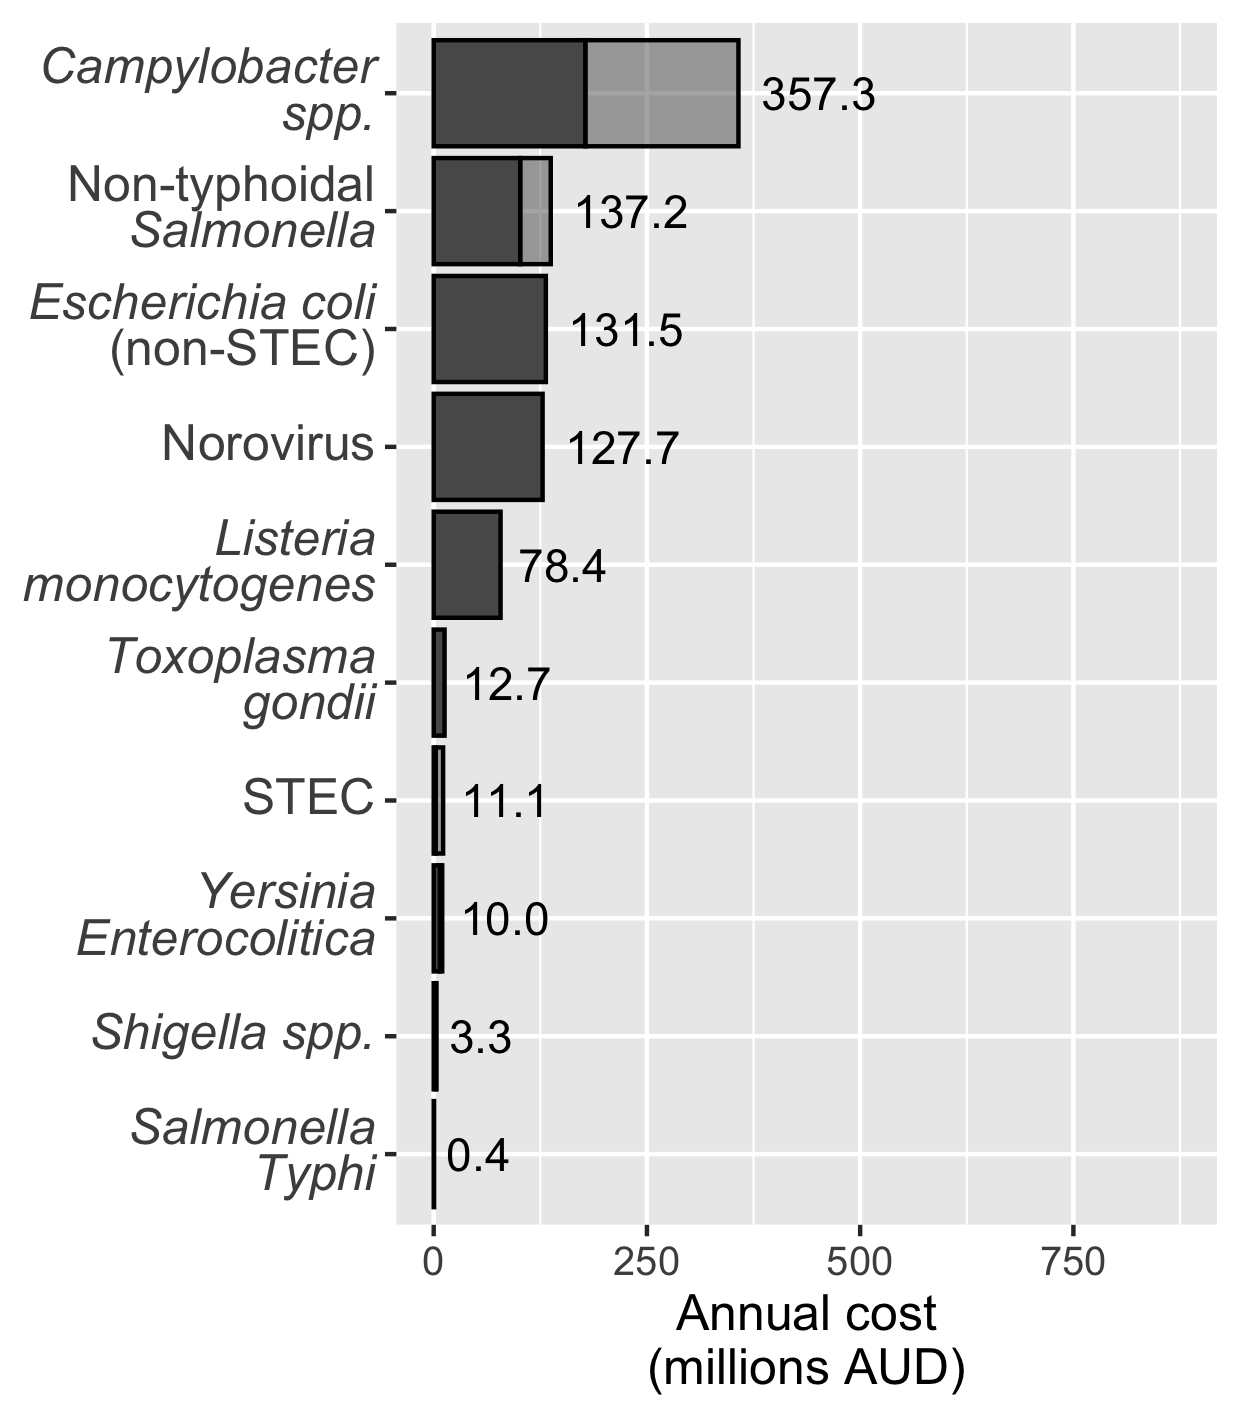 Campylobacter
spp.
357.3
Non-typhoidal
Salmonella
137.2
Escherichia coli
(non-STEC)
131.5
Norovirus
127.7
Listeria
monocytogenes
78.4
Toxoplasma
gondii
12.7
STEC
11.1
Yersinia
Enterocolitica
10.0
Shigella spp.
3.3
Salmonella
Typhi
0.4
0 250 500 750
Annual cost
(millions AUD)